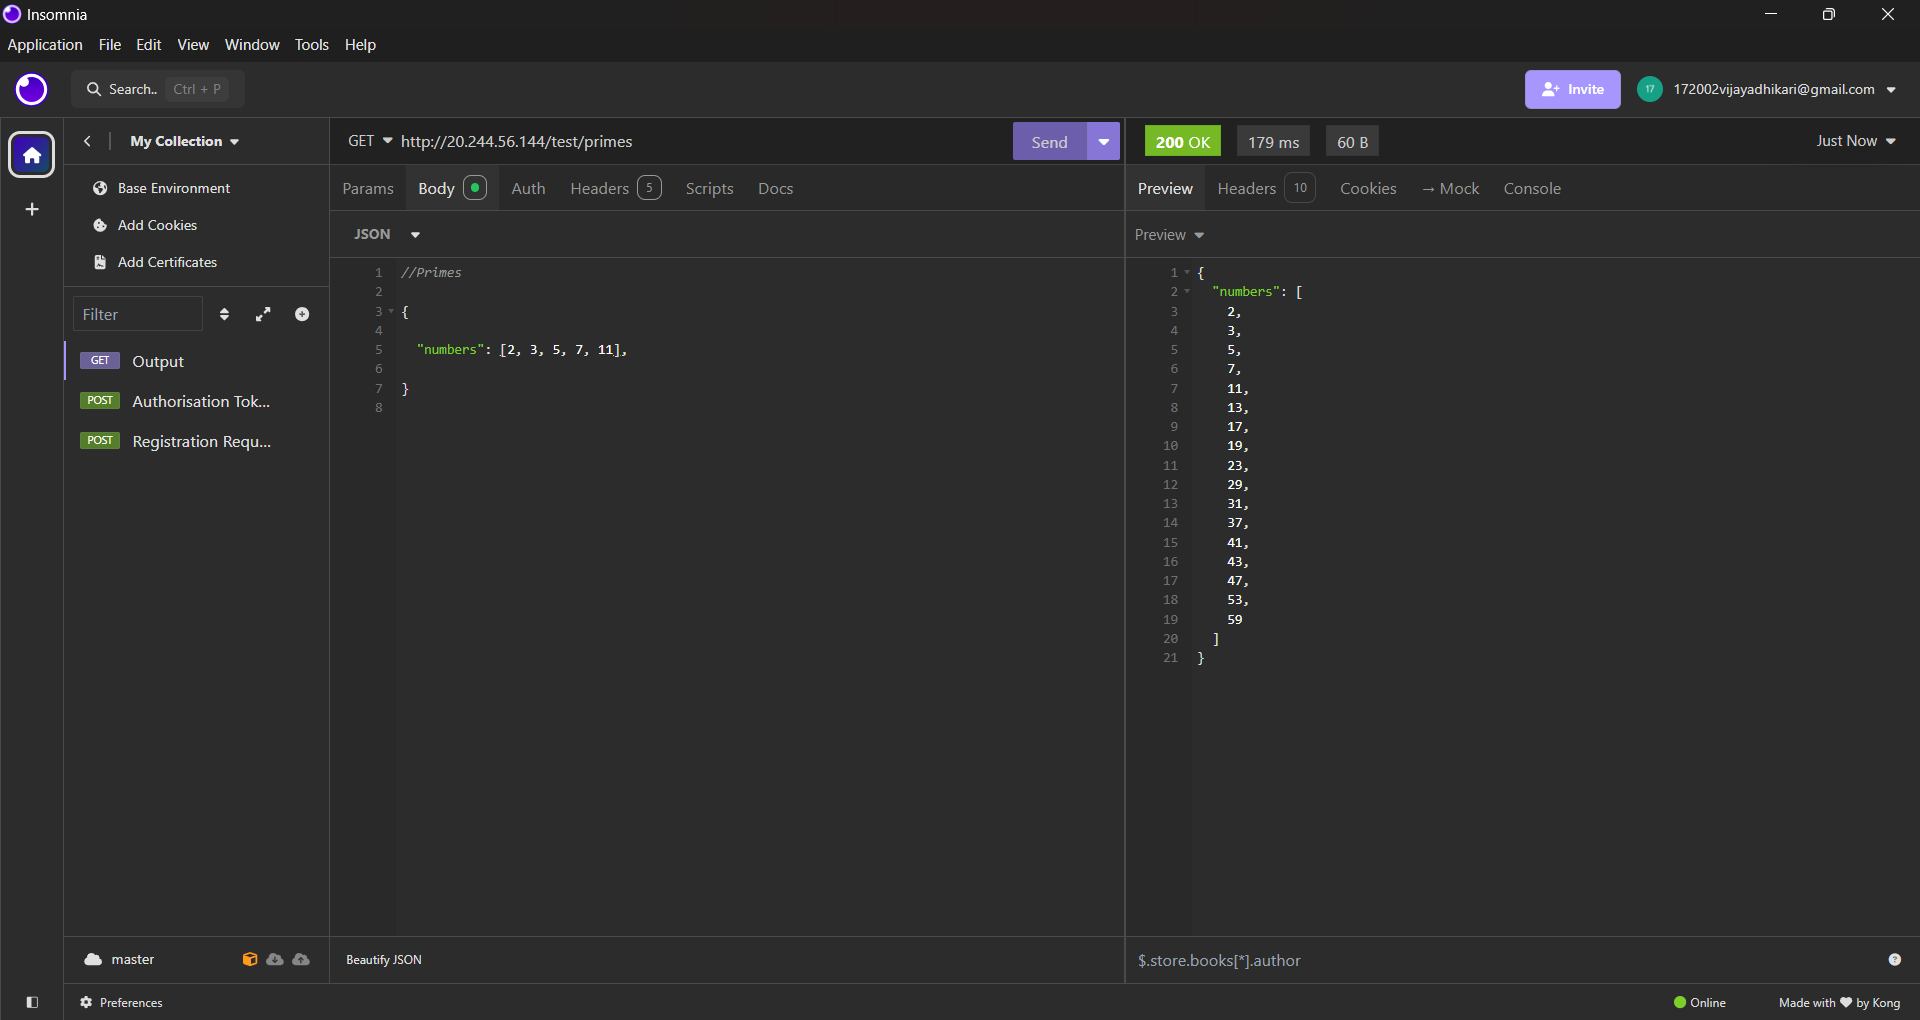 Insomnia
Application File Edit View Window Tools Help
Search.. Ctrl + P
Invite
17 172002vijayadhikari@gmail.com
My Collection
Base Environment
Add Cookies
Add Certificates
Filter
GET Output
POST Authorisation Tok...
POST Registration Requ...
master
Preferences
GET http://20.244.56.144/test/primes Send
Params Body Auth Headers 5 Scripts Docs
JSON
1 //Primes
2
3 {
4
5 "numbers": [2, 3, 5, 7, 11],
6
7 }
8
Beautify JSON
200 OK 179 ms 60 B Just Now
Preview Headers 10 Cookies → Mock Console
Preview
1 {
2 "numbers": [
3 2,
4 3,
5 5,
6 7,
7 11,
8 13,
9 17,
10 19,
11 23,
12 29,
13 31,
14 37,
15 41,
16 43,
17 47,
18 53,
19 59
20 ]
21 }
$.store.books[*].author
Online
Made with ♥ by Kong